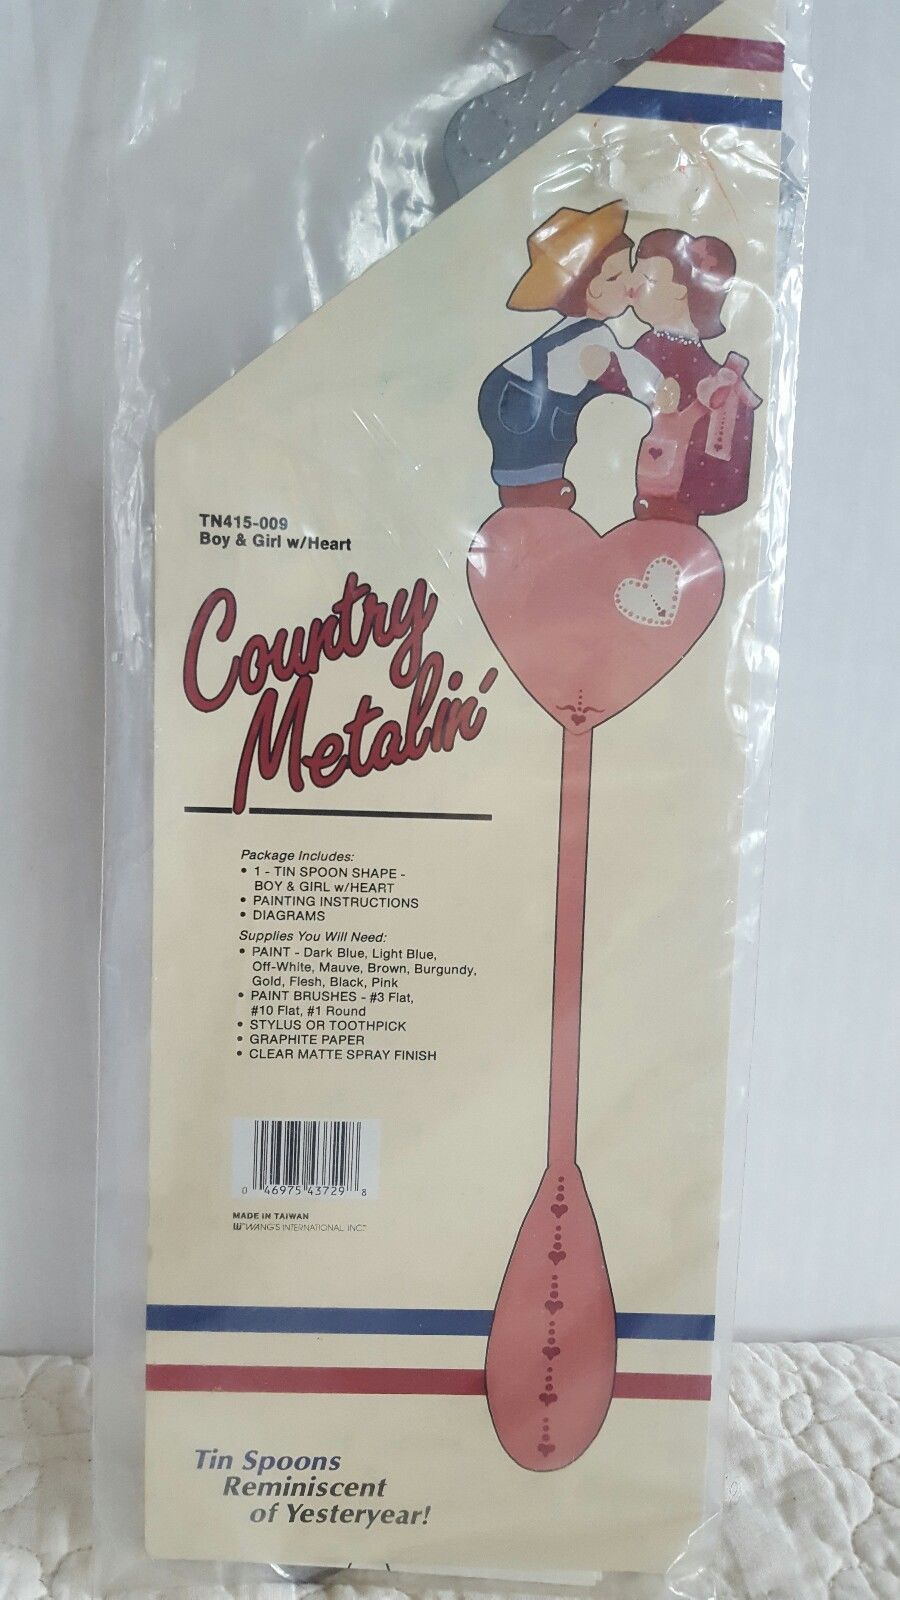 TN415-009
Boy & Girl w/Heart
Country
Metalin'
Package Includes:
• 1 - TIN SPOON SHAPE -
BOY & GIRL w/HEART
• PAINTING INSTRUCTIONS
• DIAGRAMS
Supplies You Will Need:
• PAINT - Dark Blue, Light Blue,
Off-White, Mauve, Brown, Burgundy,
Gold, Flesh, Black, Pink
• PAINT BRUSHES - #3 Flat,
#10 Flat, #1 Round
• STYLUS OR TOOTHPICK
• GRAPHITE PAPER
• CLEAR MATTE SPRAY FINISH
0 46975 43729 8
MADE IN TAIWAN
WANG'S INTERNATIONAL, INC.™
Tin Spoons
Reminiscent
of Yesteryear!